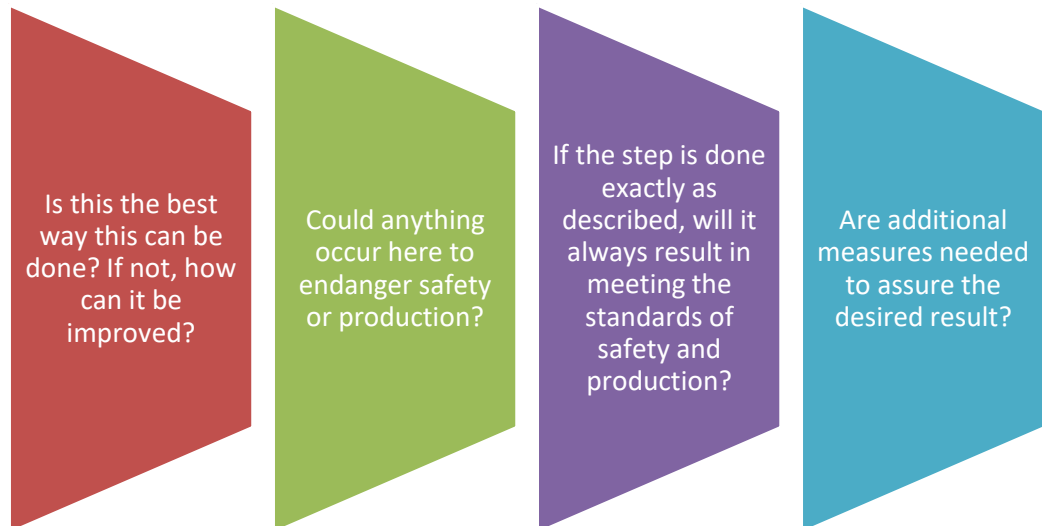 Is this the best
way this can be
done? If not, how
can it be
improved?
Could anything
occur here to
endanger safety
or production?
If the step is done
exactly as
described, will it
always result in
meeting the
standards of
safety and
production?
Are additional
measures needed
to assure the
desired result?